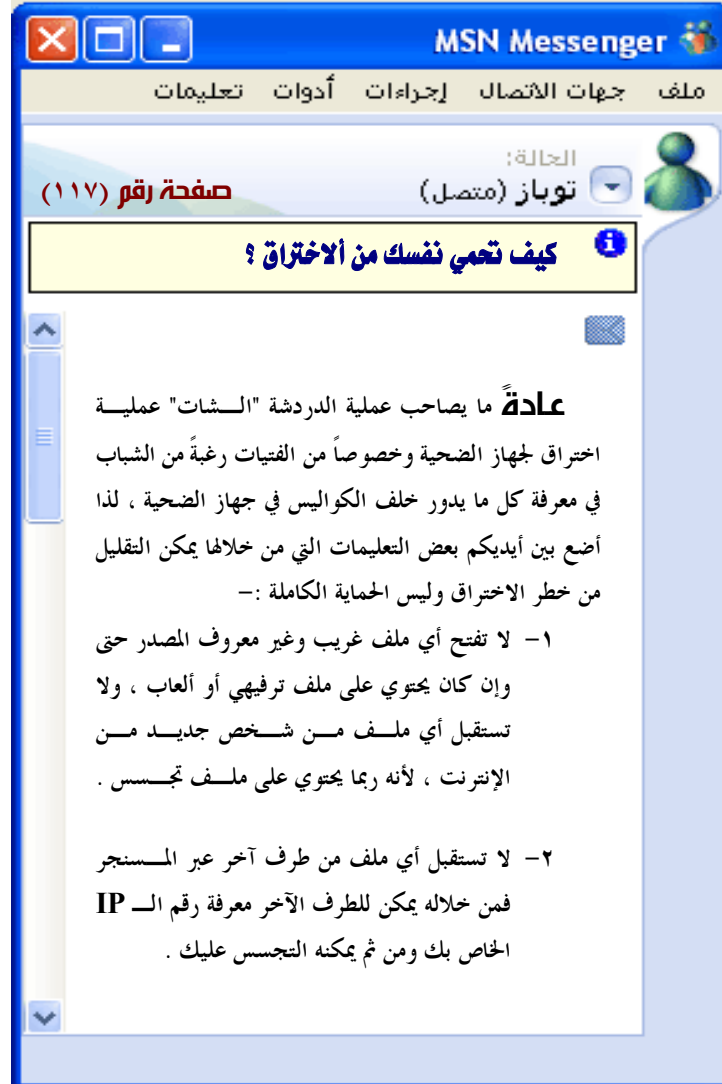 MSN Messenger
ملف جهات الاتصال إجراءات أدوات تعليمات
الحالة:
توباز (متصل)
صفحة رقم (١١٧)
كيف تحمي نفسك من ألاختراق ؟
عادةً ما يصاحب عملية الدردشة "الشات" عملية
اختراق لجهاز الضحية وخصوصاً من الفتيات رغبةً من الشباب
في معرفة كل ما يدور خلف الكواليس في جهاز الضحية ، لذا
أضع بين أيديكم بعض التعليمات التي من خلالها يمكن التقليل
من خطر الاختراق وليس الحماية الكاملة :–
١– لا تفتح أي ملف غريب وغير معروف المصدر حتى
وإن كان يحتوي على ملف ترفيهي أو ألعاب ، ولا
تستقبل أي ملف من شخص جديد من
الإنترنت ، لأنه ربما يحتوي على ملف تجسس .
٢– لا تستقبل أي ملف من طرف آخر عبر المسنجر
فمن خلاله يمكن للطرف الآخر معرفة رقم الـ IP
الخاص بك ومن ثم يمكنه التجسس عليك .